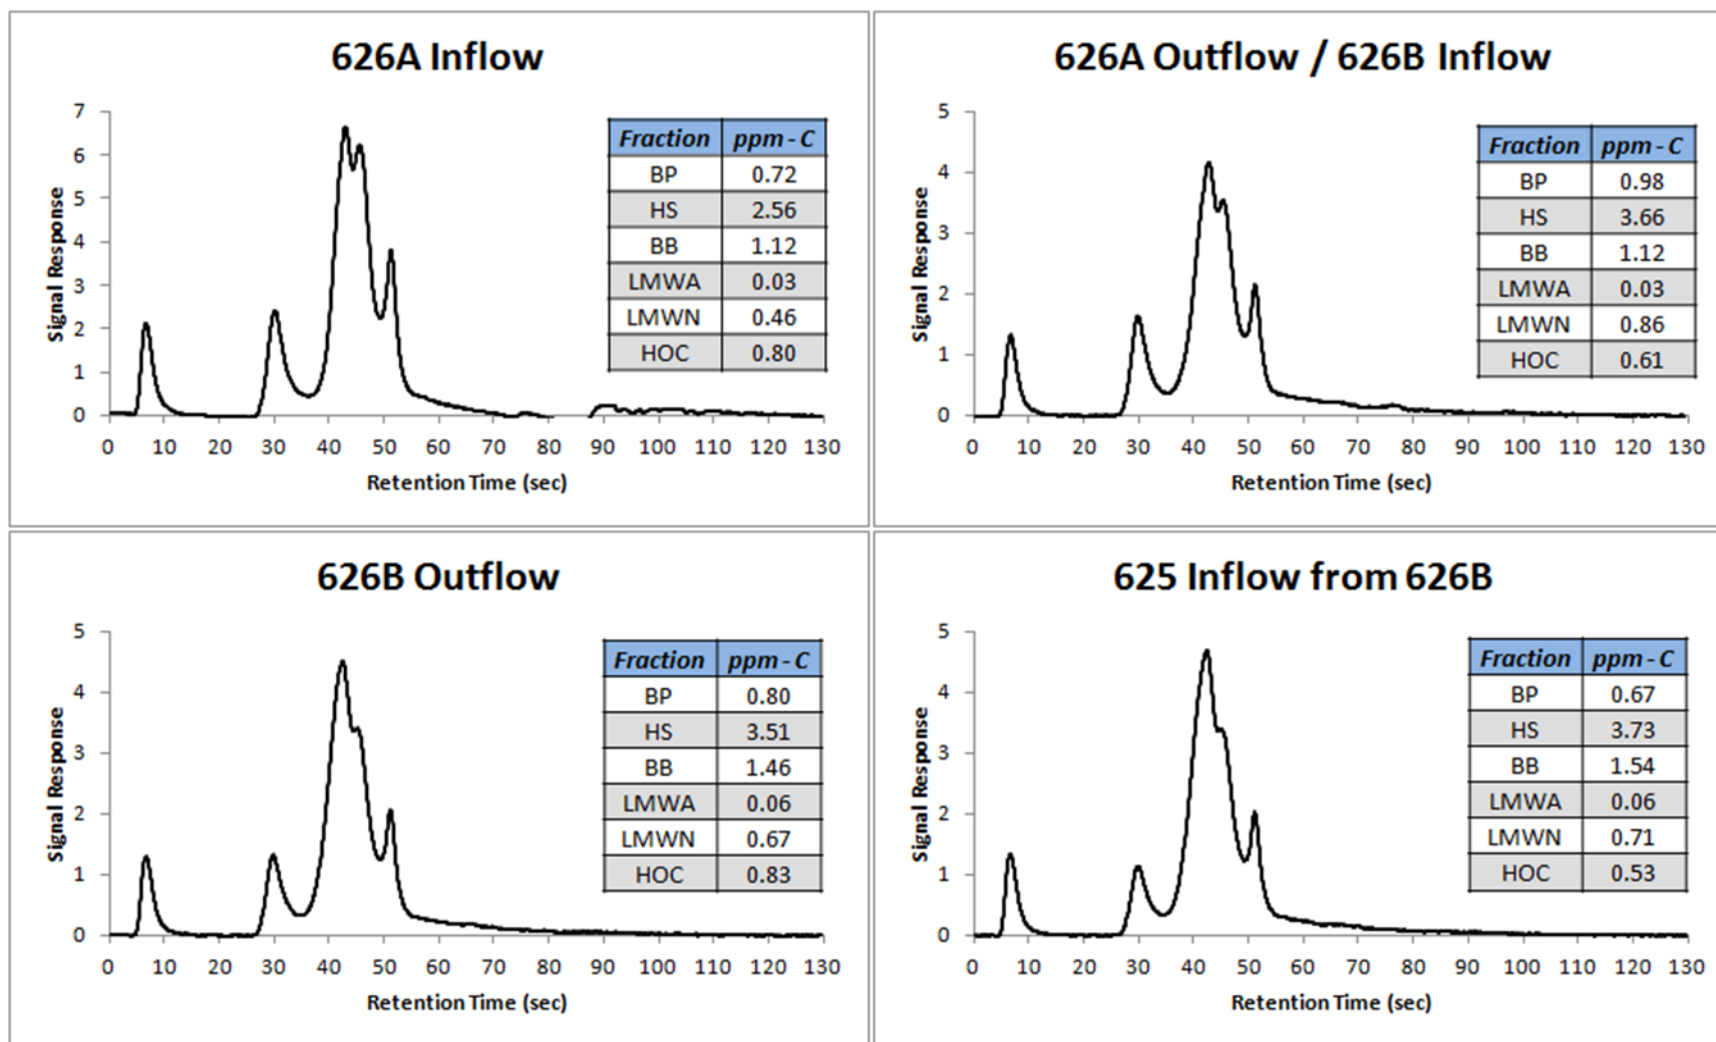 626A Inflow
7
6
5
4
3
2
1
0
Signal Response
0 10 20 30 40 50 60 70 80 90 100 110 120 130
Retention Time (sec)
Fraction ppm - C
BP 0.72
HS 2.56
BB 1.12
LMWA 0.03
LMWN 0.46
HOC 0.80
626A Outflow / 626B Inflow
5
4
3
2
1
0
Signal Response
0 10 20 30 40 50 60 70 80 90 100 110 120 130
Retention Time (sec)
Fraction ppm - C
BP 0.98
HS 3.66
BB 1.12
LMWA 0.03
LMWN 0.86
HOC 0.61
626B Outflow
5
4
3
2
1
0
Signal Response
0 10 20 30 40 50 60 70 80 90 100 110 120 130
Retention Time (sec)
Fraction ppm - C
BP 0.80
HS 3.51
BB 1.46
LMWA 0.06
LMWN 0.67
HOC 0.83
625 Inflow from 626B
5
4
3
2
1
0
Signal Response
0 10 20 30 40 50 60 70 80 90 100 110 120 130
Retention Time (sec)
Fraction ppm - C
BP 0.67
HS 3.73
BB 1.54
LMWA 0.06
LMWN 0.71
HOC 0.53